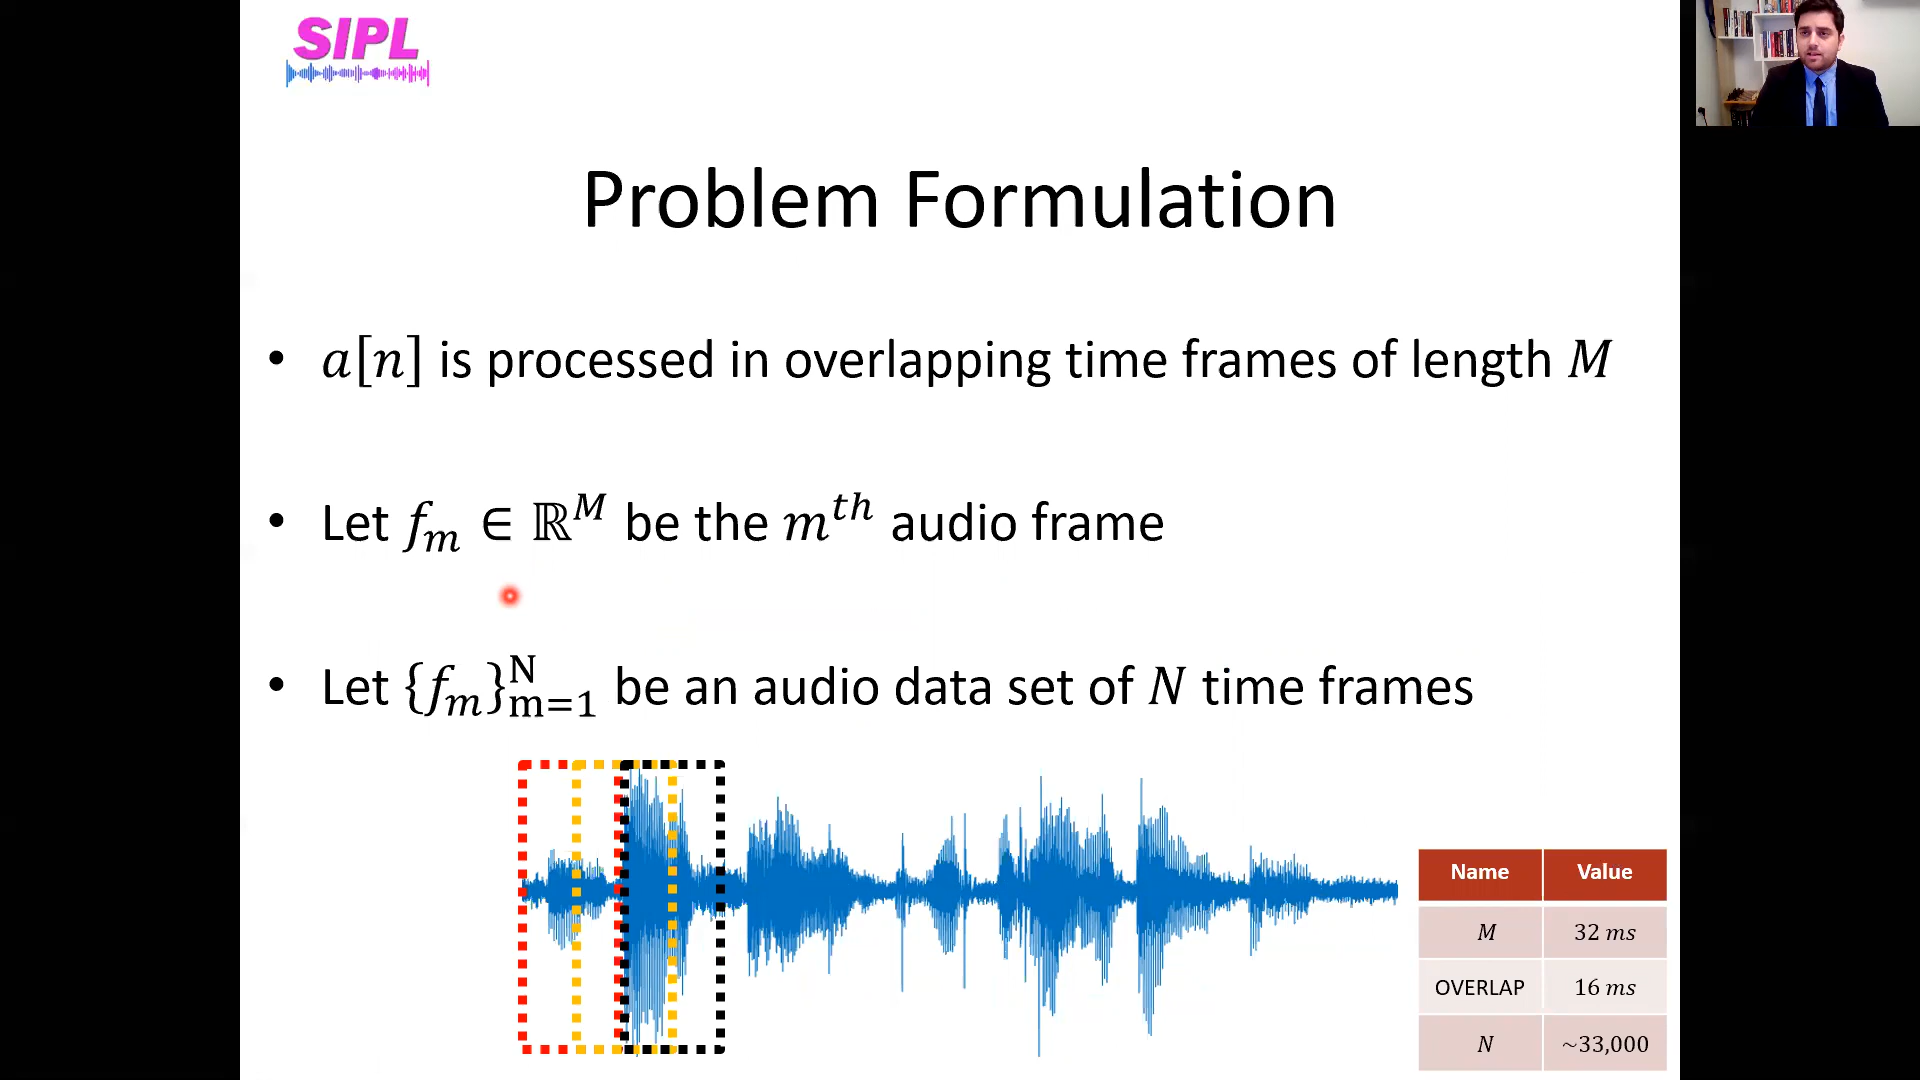 SIPL
Problem Formulation
• a[n] is processed in overlapping time frames of length M
• Let fₘ ∈ ℝᴹ be the mᵗʰ audio frame
• Let {fₘ}ᴺₘ₌₁ be an audio data set of N time frames
Name Value
M 32 ms
OVERLAP 16 ms
N ~33,000